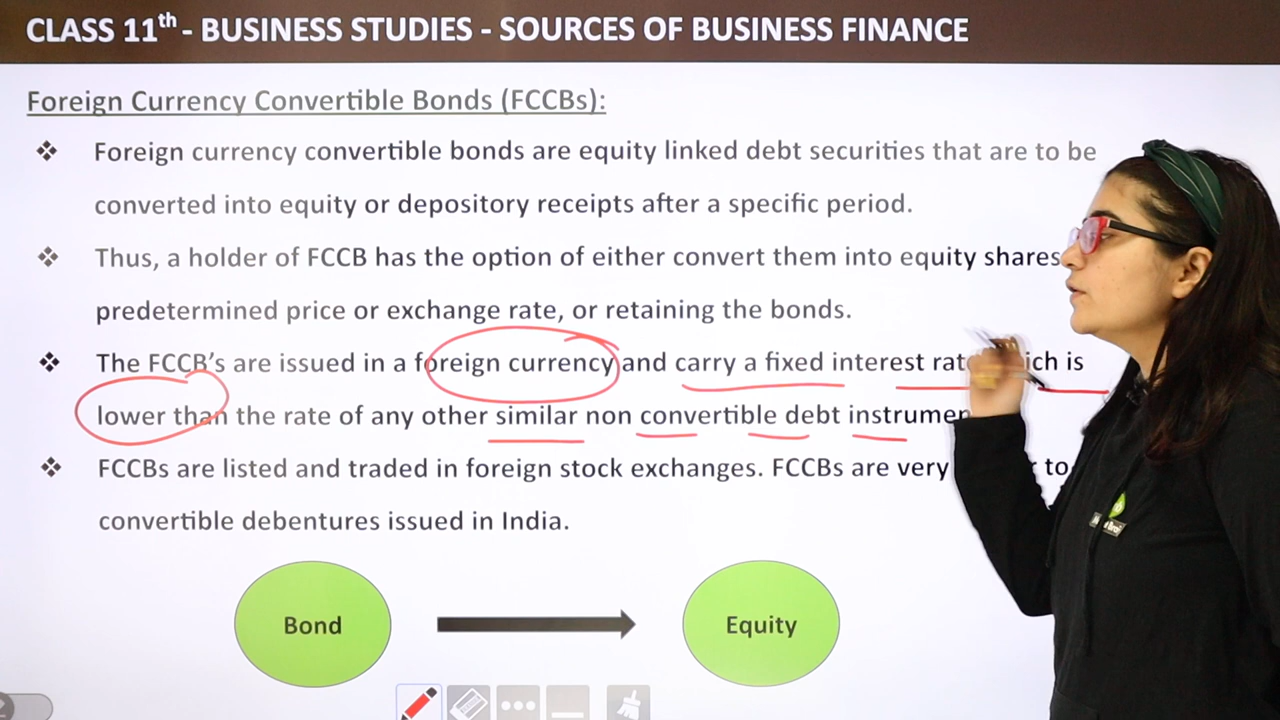 CLASS 11th - BUSINESS STUDIES - SOURCES OF BUSINESS FINANCE
Foreign Currency Convertible Bonds (FCCBs):
❖ Foreign currency convertible bonds are equity linked debt securities that are to be
converted into equity or depository receipts after a specific period.
❖ Thus, a holder of FCCB has the option of either convert them into equity shares
predetermined price or exchange rate, or retaining the bonds.
❖ The FCCB's are issued in a foreign currency and carry a fixed interest is
lower than the rate of any other similar non convertible debt
❖ FCCBs are listed and traded in foreign stock exchanges. FCCBs are very to
convertible debentures issued in India.
Bond Equity